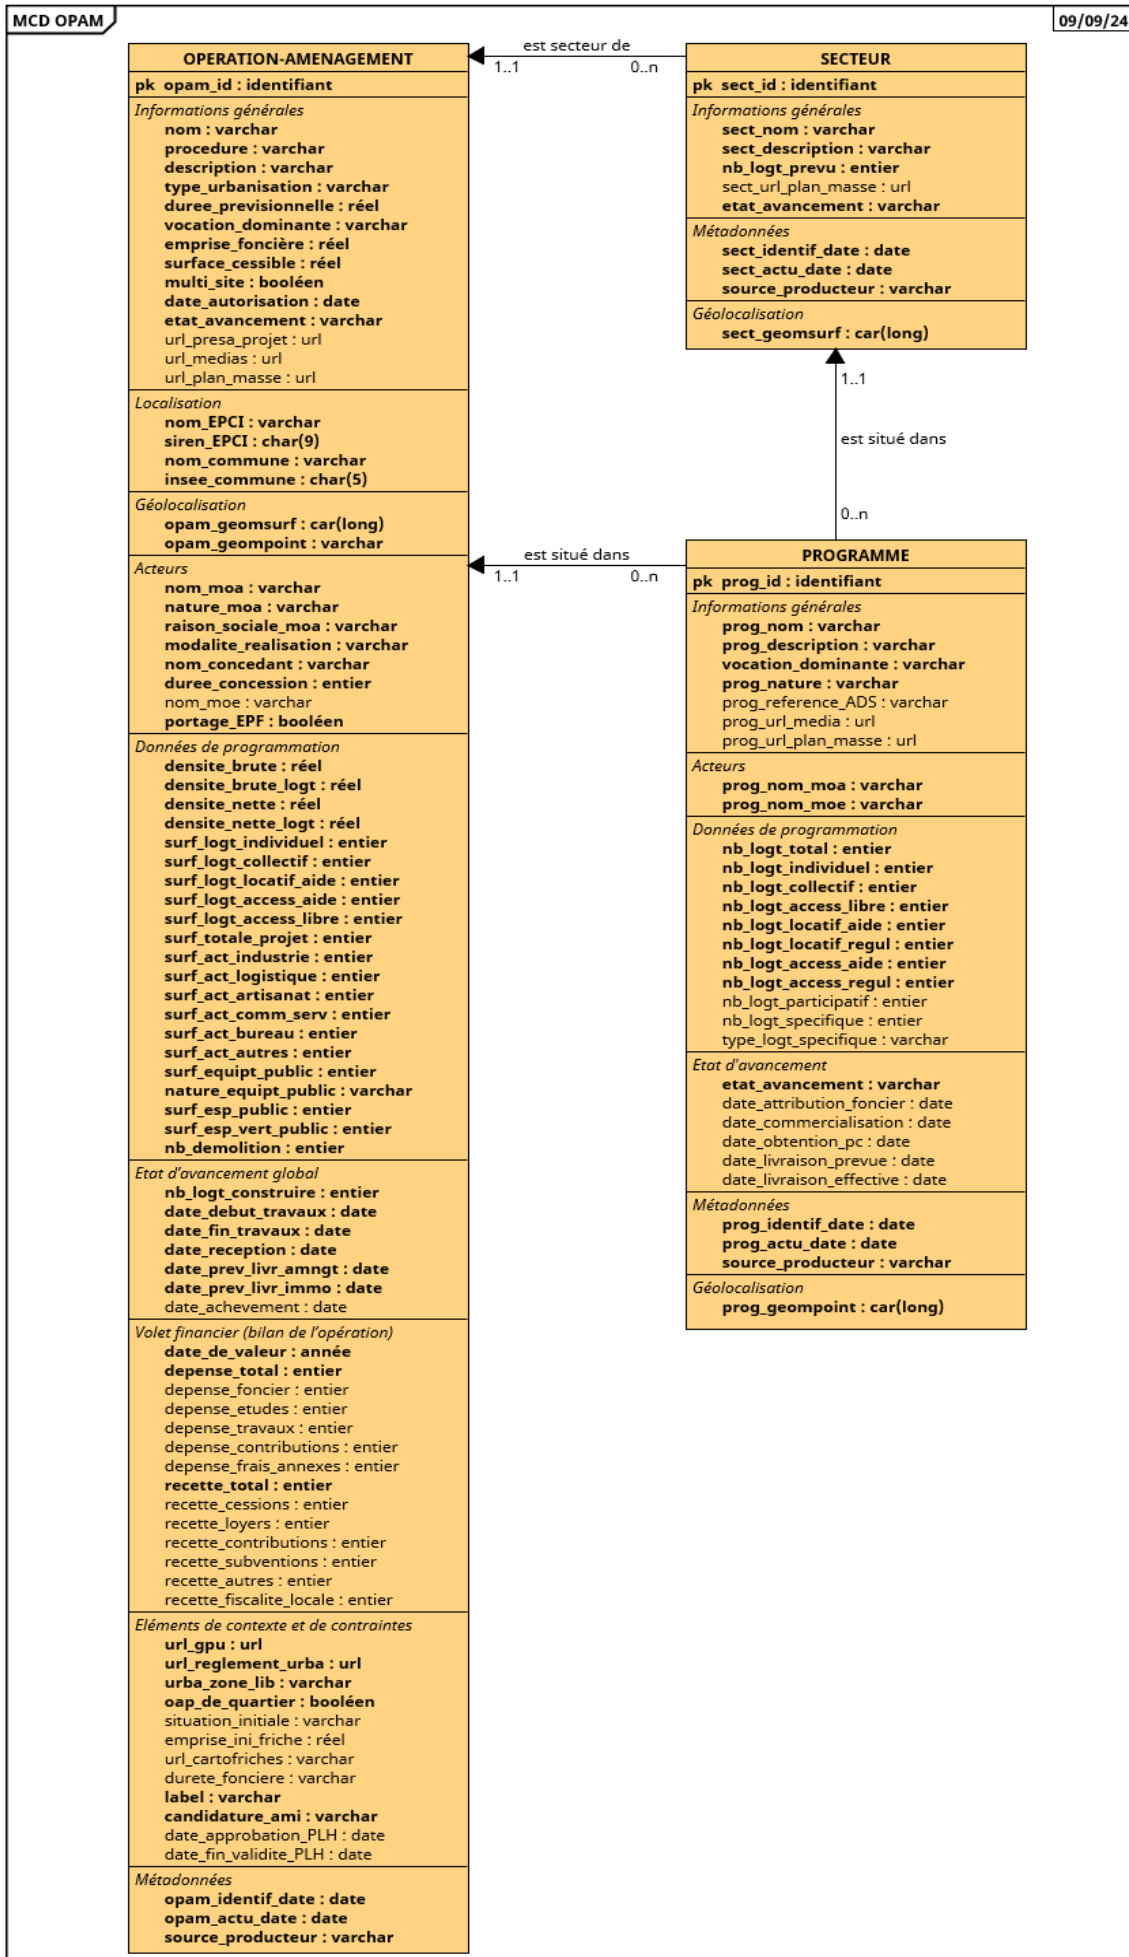 MCD OPAM
09/09/24
OPERATION-AMENAGEMENT
pk opam_id : identifiant
Informations générales
nom : varchar
procedure : varchar
description : varchar
type_urbanisation : varchar
duree_previsionnelle : réel
vocation_dominante : varchar
emprise_foncière : réel
surface_cessible : réel
multi_site : booléen
date_autorisation : date
etat_avancement : varchar
url_presa_projet : url
url_medias : url
url_plan_masse : url
Localisation
nom_EPCI : varchar
siren_EPCI : char(9)
nom_commune : varchar
insee_commune : char(5)
Géolocalisation
opam_geomsurf : car(long)
opam_geompoint : varchar
Acteurs
nom_moa : varchar
nature_moa : varchar
raison_sociale_moa : varchar
modalite_realisation : varchar
nom_concedant : varchar
duree_concession : entier
nom_moe : varchar
portage_EPF : booléen
Données de programmation
densite_brute : réel
densite_brute_logt : réel
densite_nette : réel
densite_nette_logt : réel
surf_logt_individuel : entier
surf_logt_collectif : entier
surf_logt_locatif_aide : entier
surf_logt_access_aide : entier
surf_logt_access_libre : entier
surf_totale_projet : entier
surf_act_industrie : entier
surf_act_logistique : entier
surf_act_artisanat : entier
surf_act_comm_serv : entier
surf_act_bureau : entier
surf_act_autres : entier
surf_equipt_public : entier
nature_equipt_public : varchar
surf_esp_public : entier
surf_esp_vert_public : entier
nb_demolition : entier
Etat d'avancement global
nb_logt_construire : entier
date_debut_travaux : date
date_fin_travaux : date
date_reception : date
date_prev_livr_amngt : date
date_prev_livr_immo : date
date_achevement : date
Volet financier (bilan de l'opération)
date_de_valeur : année
depense_total : entier
depense_foncier : entier
depense_etudes : entier
depense_travaux : entier
depense_contributions : entier
depense_frais_annexes : entier
recette_total : entier
recette_cessions : entier
recette_loyers : entier
recette_contributions : entier
recette_subventions : entier
recette_autres : entier
recette_fiscalite_locale : entier
Eléments de contexte et de contraintes
url_gpu : url
url_reglement_urba : url
urba_zone_lib : varchar
oap_de_quartier : booléen
situation_initiale : varchar
emprise_ini_friche : réel
url_cartofriches : varchar
durete_fonciere : varchar
label : varchar
candidature_ami : varchar
date_approbation_PLH : date
date_fin_validite_PLH : date
Métadonnées
opam_identif_date : date
opam_actu_date : date
source_producteur : varchar
est secteur de
1..1
0..n
SECTEUR
pk sect_id : identifiant
Informations générales
sect_nom : varchar
sect_description : varchar
nb_logt_prevu : entier
sect_url_plan_masse : url
etat_avancement : varchar
Métadonnées
sect_identif_date : date
sect_actu_date : date
source_producteur : varchar
Géolocalisation
sect_geomsurf : car(long)
1..1
est situé dans
0..n
est situé dans
1..1
0..n
PROGRAMME
pk prog_id : identifiant
Informations générales
prog_nom : varchar
prog_description : varchar
vocation_dominante : varchar
prog_nature : varchar
prog_reference_ADS : varchar
prog_url_media : url
prog_url_plan_masse : url
Acteurs
prog_nom_moa : varchar
prog_nom_moe : varchar
Données de programmation
nb_logt_total : entier
nb_logt_individuel : entier
nb_logt_collectif : entier
nb_logt_access_libre : entier
nb_logt_locatif_aide : entier
nb_logt_locatif_regul : entier
nb_logt_access_aide : entier
nb_logt_access_regul : entier
nb_logt_participatif : entier
nb_logt_specifique : entier
type_logt_specifique : varchar
Etat d'avancement
etat_avancement : varchar
date_attribution_foncier : date
date_commercialisation : date
date_obtention_pc : date
date_livraison_prevue : date
date_livraison_effective : date
Métadonnées
prog_identif_date : date
prog_actu_date : date
source_producteur : varchar
Géolocalisation
prog_geompoint : car(long)